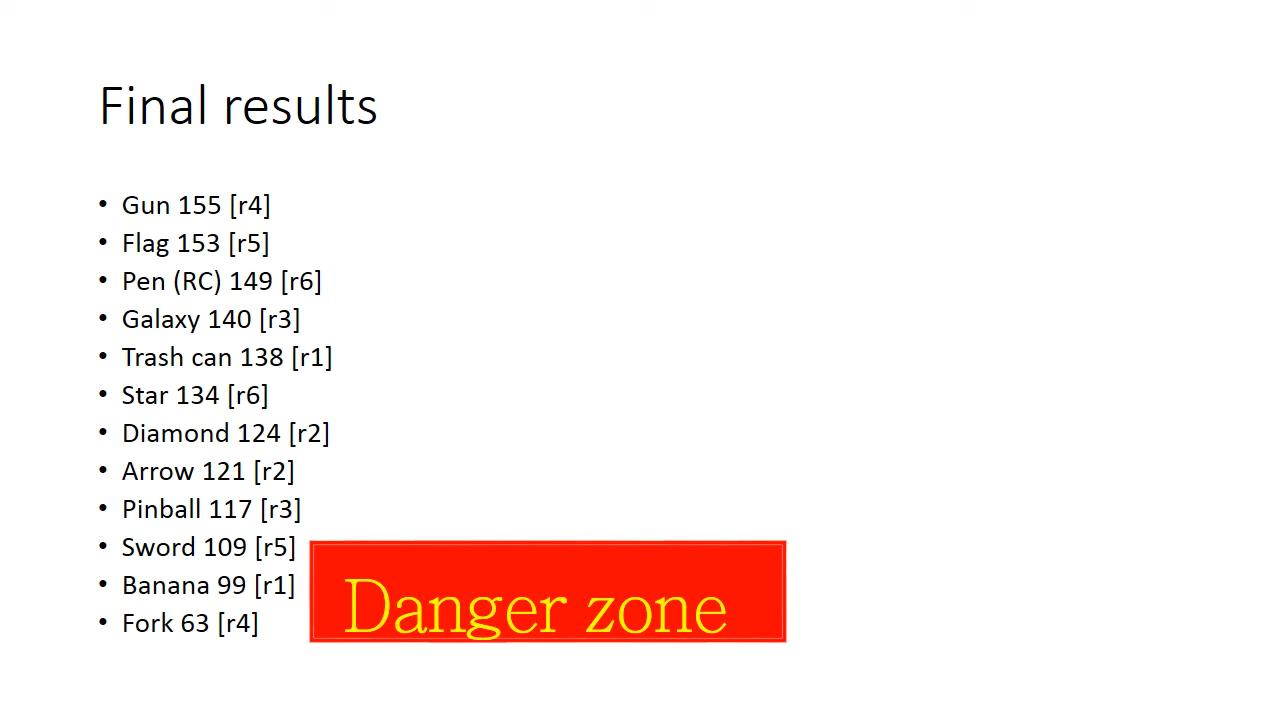 Final results
• Gun 155 [r4]
• Flag 153 [r5]
• Pen (RC) 149 [r6]
• Galaxy 140 [r3]
• Trash can 138 [r1]
• Star 134 [r6]
• Diamond 124 [r2]
• Arrow 121 [r2]
• Pinball 117 [r3]
• Sword 109 [r5]
• Banana 99 [r1]
• Fork 63 [r4]
Danger zone